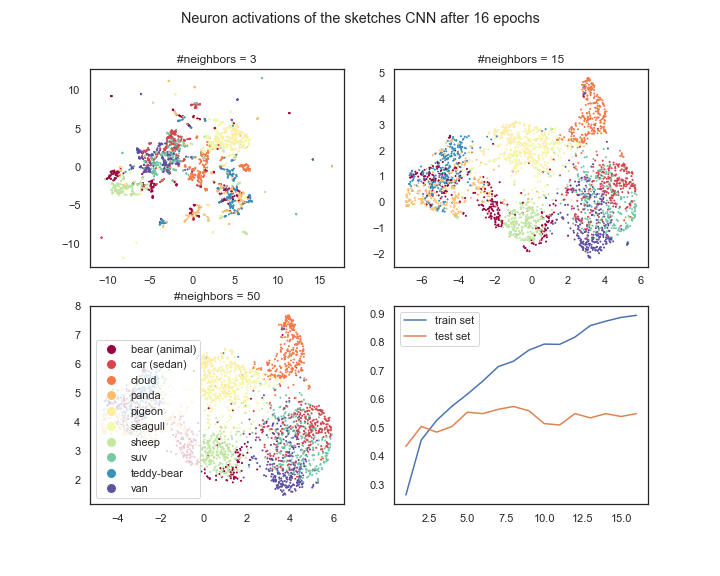 Neuron activations of the sketches CNN after 16 epochs
#neighbors = 3
10
5
0
−5
−10
−10 −5 0 5 10 15
#neighbors = 15
5
4
3
2
1
0
−1
−2
−6 −4 −2 0 2 4 6
#neighbors = 50
8
7
6
5
4
3
2
bear (animal)
car (sedan)
cloud
panda
pigeon
seagull
sheep
suv
teddy-bear
van
−4 −2 0 2 4 6
0.9
0.8
0.7
0.6
0.5
0.4
0.3
train set
test set
2.5 5.0 7.5 10.0 12.5 15.0